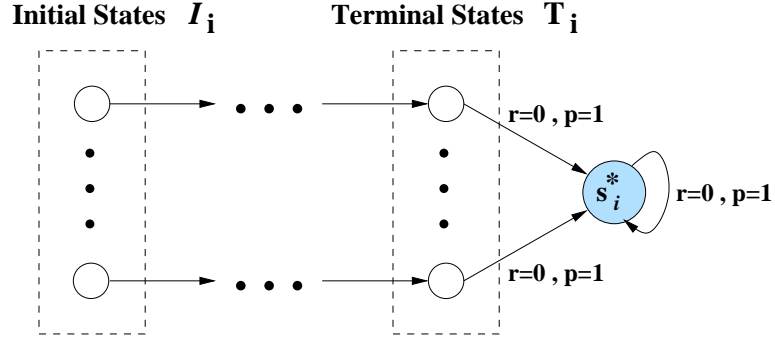 Initial States I_i
Terminal States T_i
r=0 , p=1
s*_i
r=0 , p=1
r=0 , p=1